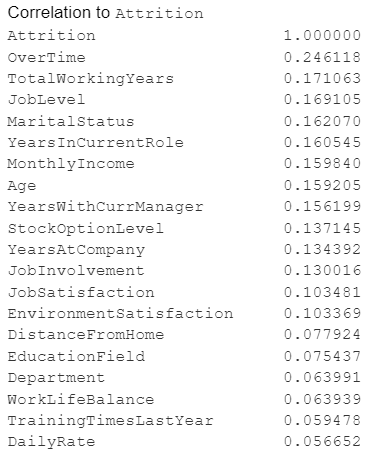 Correlation to Attrition
Attrition 1.000000
OverTime 0.246118
TotalWorkingYears 0.171063
JobLevel 0.169105
MaritalStatus 0.162070
YearsInCurrentRole 0.160545
MonthlyIncome 0.159840
Age 0.159205
YearsWithCurrManager 0.156199
StockOptionLevel 0.137145
YearsAtCompany 0.134392
JobInvolvement 0.130016
JobSatisfaction 0.103481
EnvironmentSatisfaction 0.103369
DistanceFromHome 0.077924
EducationField 0.075437
Department 0.063991
WorkLifeBalance 0.063939
TrainingTimesLastYear 0.059478
DailyRate 0.056652